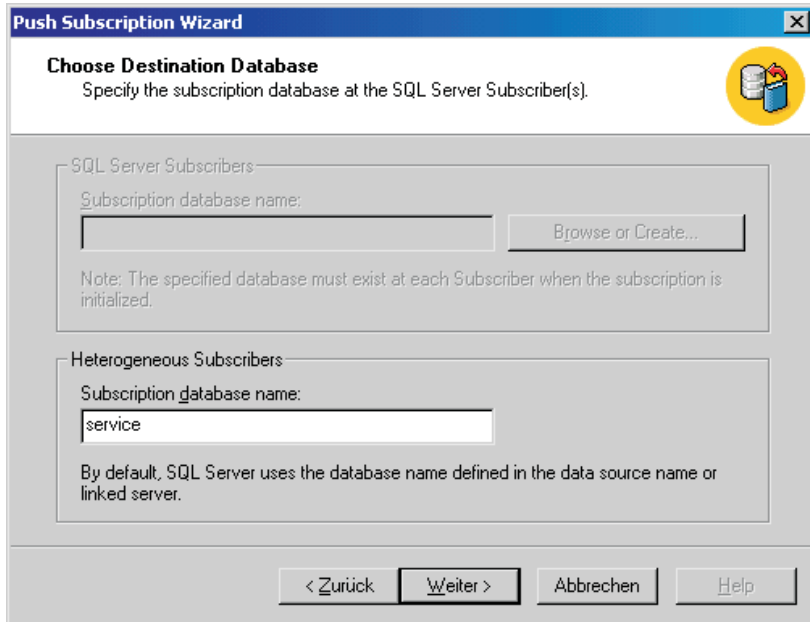 Push Subscription Wizard
Choose Destination Database
Specify the subscription database at the SQL Server Subscriber(s).
SQL Server Subscribers
Subscription database name:
Browse or Create...
Note: The specified database must exist at each Subscriber when the subscription is
initialized.
Heterogeneous Subscribers
Subscription database name:
service
By default, SQL Server uses the database name defined in the data source name or
linked server.
< Zurück Weiter > Abbrechen Help